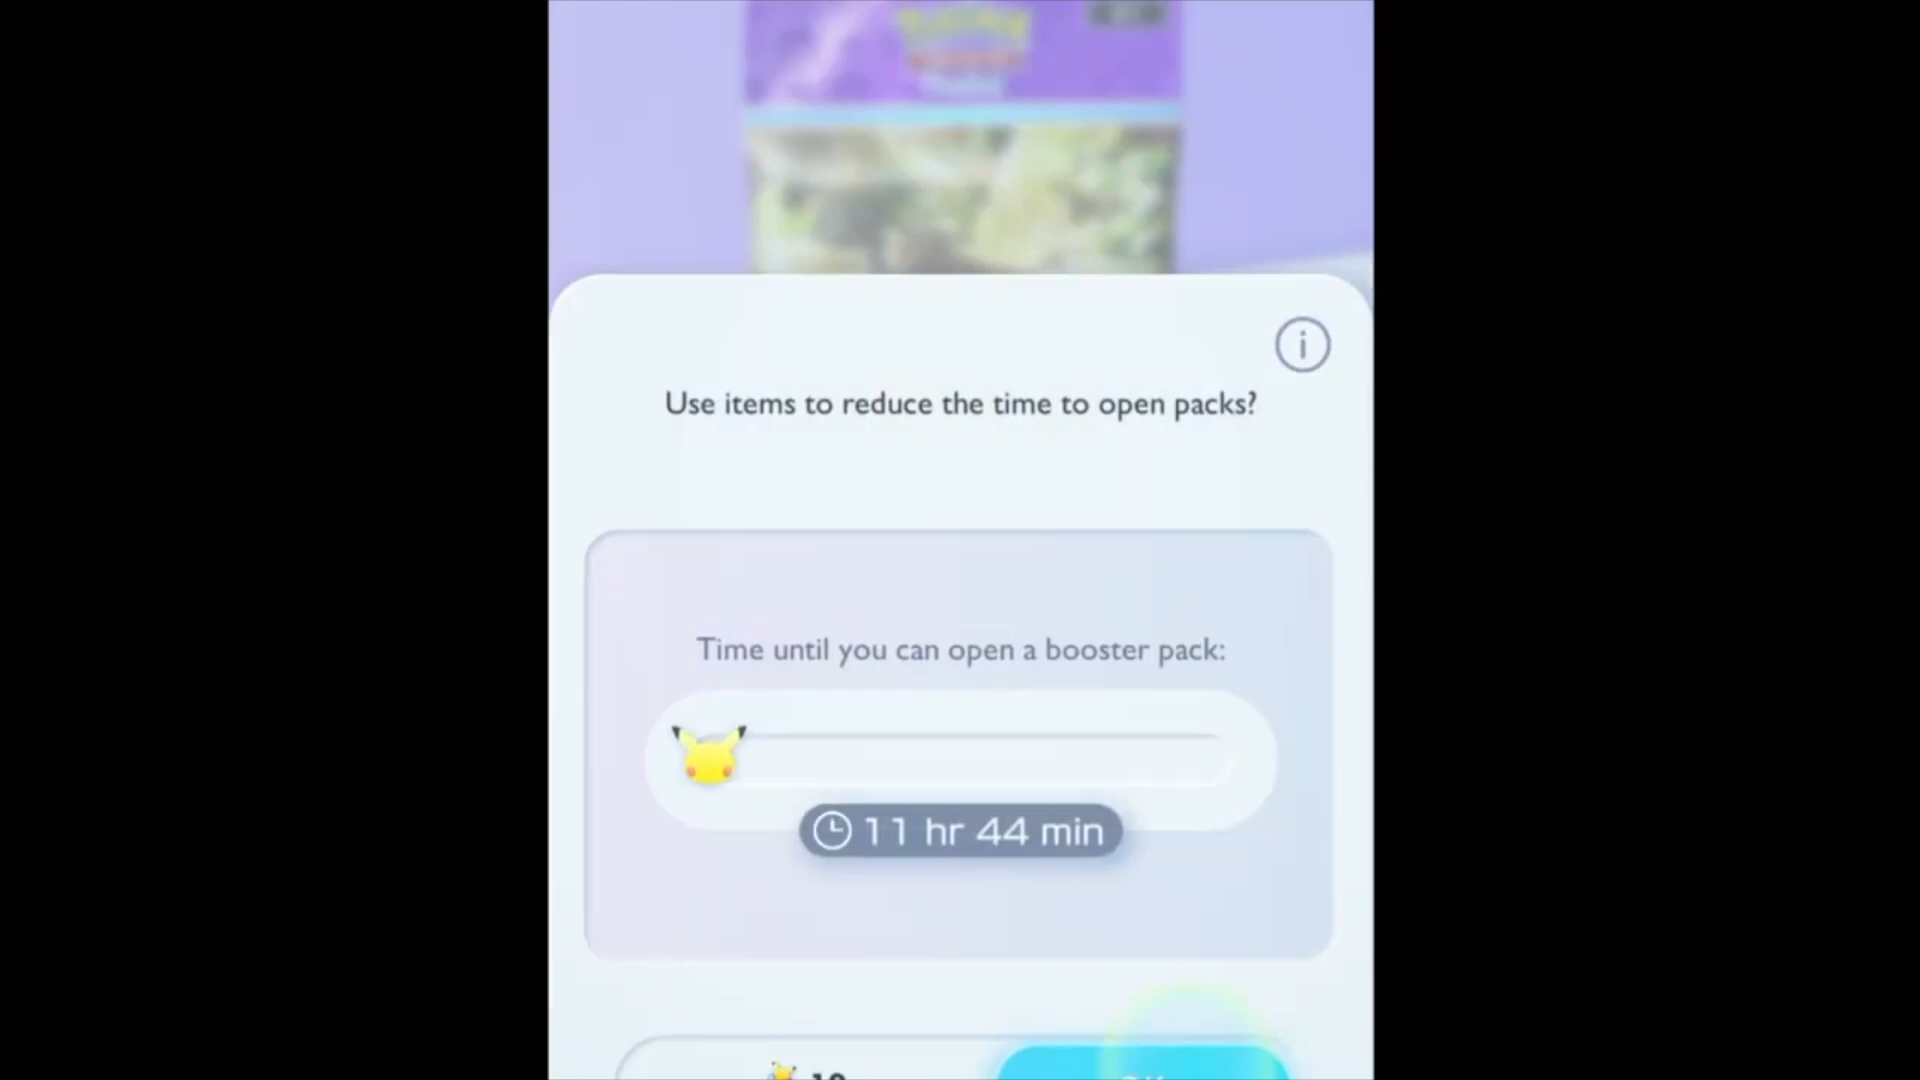 Use items to reduce the time to open packs?
Time until you can open a booster pack:
11 hr 44 min